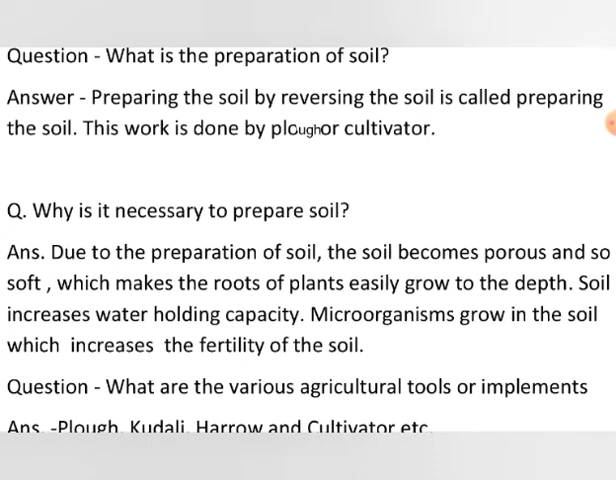 Question - What is the preparation of soil?
Answer - Preparing the soil by reversing the soil is called preparing
the soil. This work is done by ploughor cultivator.
Q. Why is it necessary to prepare soil?
Ans. Due to the preparation of soil, the soil becomes porous and so
soft , which makes the roots of plants easily grow to the depth. Soil
increases water holding capacity. Microorganisms grow in the soil
which increases the fertility of the soil.
Question - What are the various agricultural tools or implements
Ans. -Plough, Kudali, Harrow and Cultivator etc.